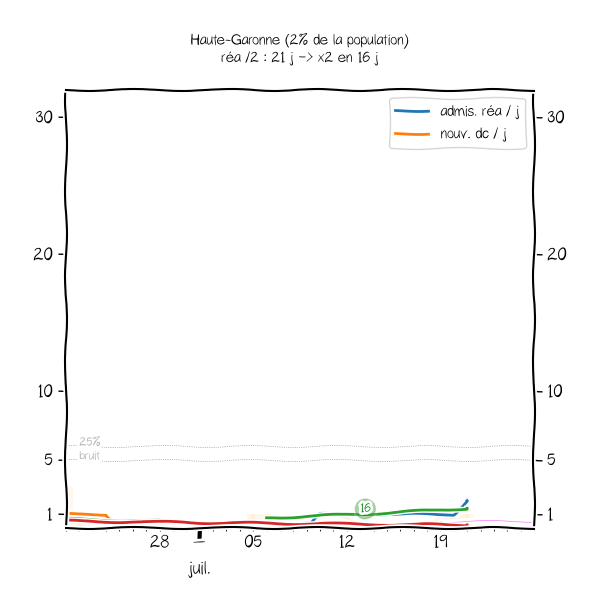 Haute-Garonne (2% de la population)
réa /2 : 21 j -> x2 en 16 j
admis. réa / j
nouv. dc / j
30
30
20
20
10
10
25%
bruit
5
5
16
1
1
28
05
12
19
juil.